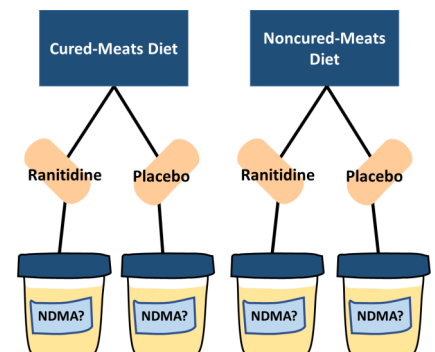 Cured-Meats Diet
Noncured-Meats
Diet
Ranitidine
Placebo
Ranitidine
Placebo
NDMA?
NDMA?
NDMA?
NDMA?